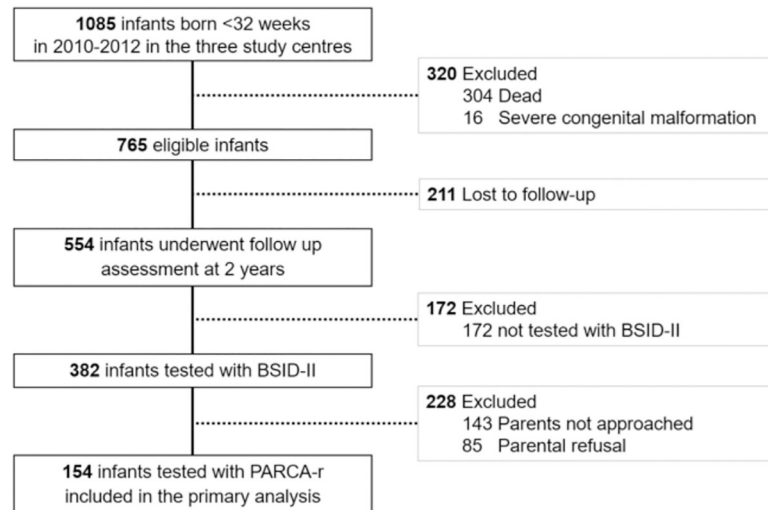 1085 infants born <32 weeks
in 2010-2012 in the three study centres
320 Excluded
304 Dead
16 Severe congenital malformation
765 eligible infants
211 Lost to follow-up
554 infants underwent follow up
assessment at 2 years
172 Excluded
172 not tested with BSID-II
382 infants tested with BSID-II
228 Excluded
143 Parents not approached
85 Parental refusal
154 infants tested with PARCA-r
included in the primary analysis